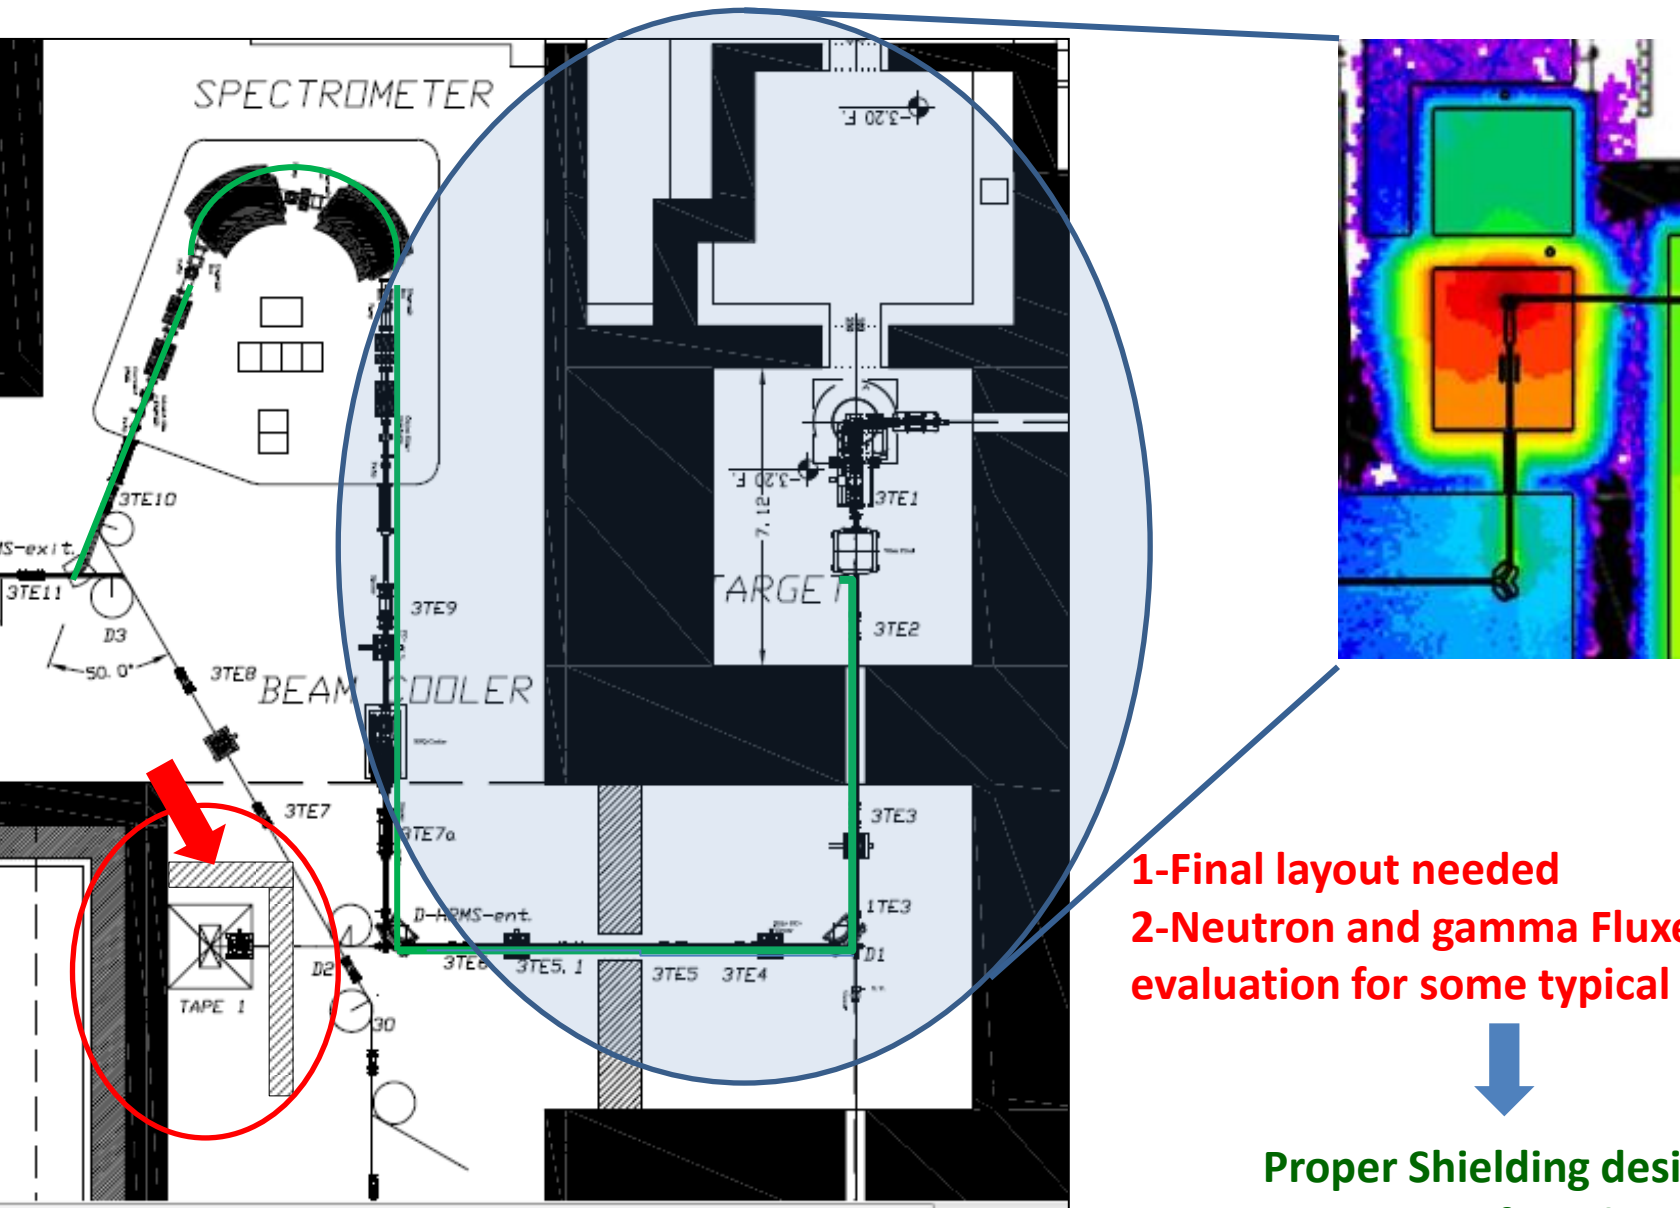 SPECTROMETER
-3.20 F.
3TE1
-3.20 F.
7.12
3TE10
TARGET
3TE11
3TE9
3TE2
D3
50.0°
3TE8
BEAM COOLER
3TE7
3TE7a
3TE3
1TE3
D-HRMS-ent.
D1
D2
3TE6
3TE5.1
3TE5
3TE4
TAPE 1
30
1-Final layout needed
2-Neutron and gamma
evaluation for some typical
Proper Shielding